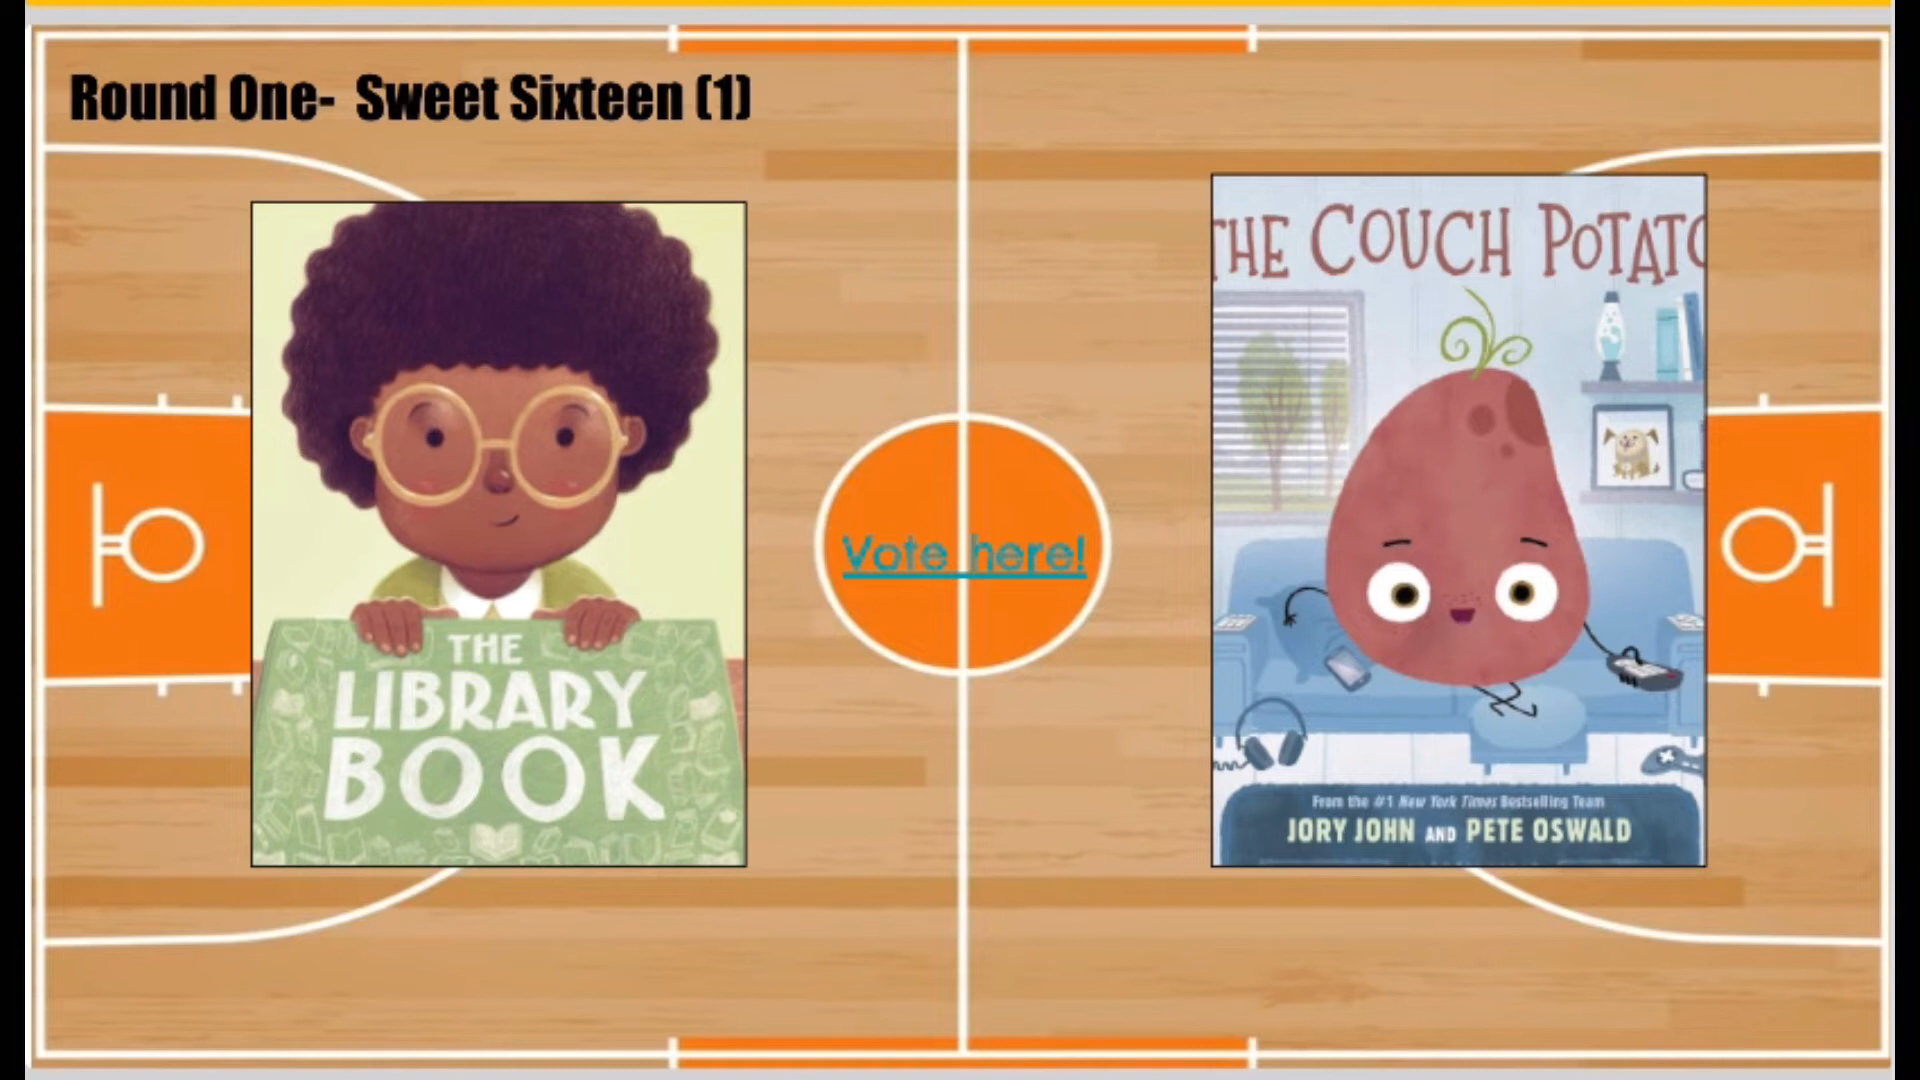 Round One-  Sweet Sixteen (1)
THE
LIBRARY
BOOK
Vote here!
THE COUCH POTATO
From the #1 New York Times Bestselling Team
JORY JOHN AND PETE OSWALD